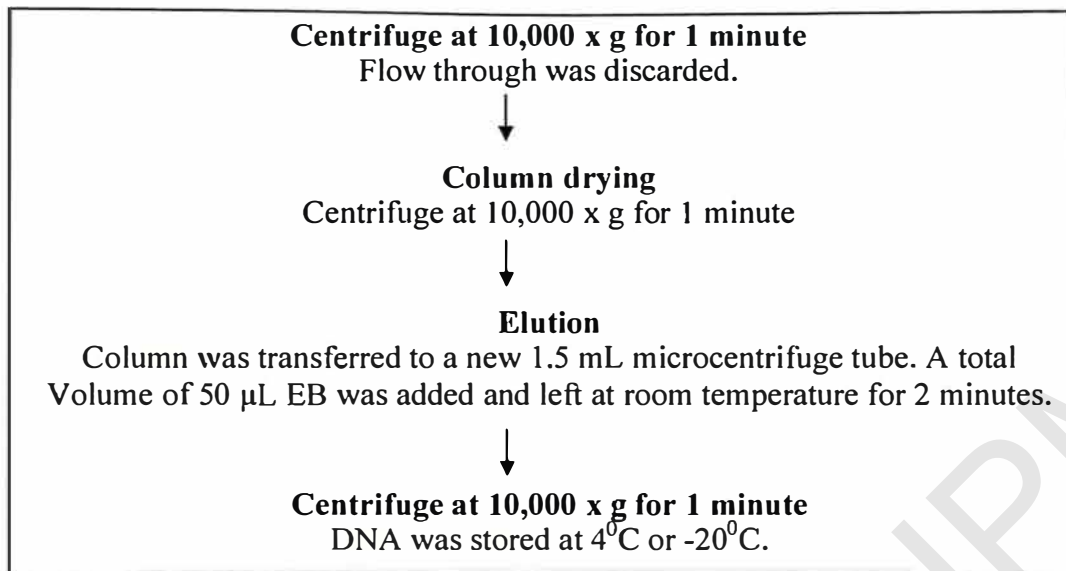 Centrifuge at 10,000 x g for 1 minute
Flow through was discarded.
Column drying
Centrifuge at 10,000 x g for 1 minute
Elution
Column was transferred to a new 1.5 mL microcentrifuge tube. A total
Volume of 50 µL EB was added and left at room temperature for 2 minutes.
Centrifuge at 10,000 x g for 1 minute
DNA was stored at 4⁰C or -20⁰C.